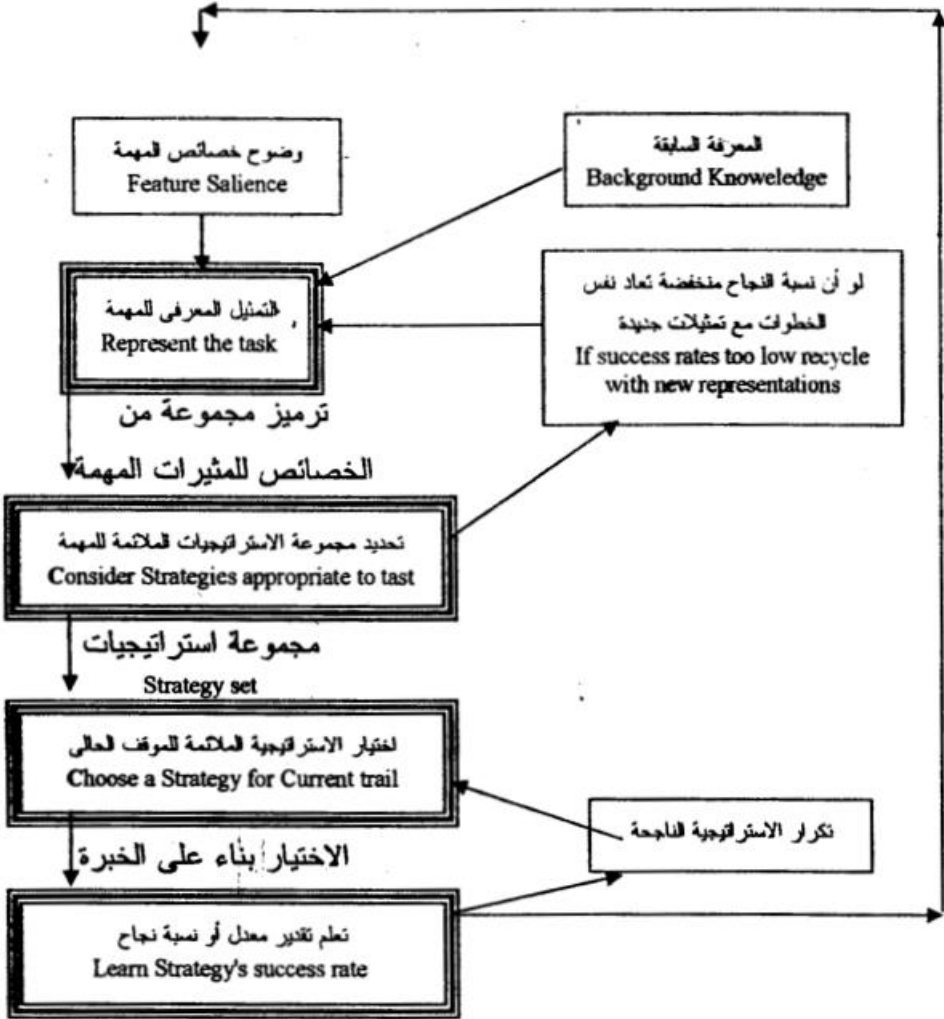 وضوح خصائص المهمة
Feature Salience
المعرفة السابقة
Background Knoweledge
التمثيل المعرفى للمهمة
Represent the task
لو أن نسبة النجاح منخفضة تعاد نفس
الخطوات مع تمثيلات جديدة
If success rates too low recycle
with new representations
ترميز مجموعة من
الخصائص للمثيرات المهمة
تحديد مجموعة الاستراتيجيات الملائمة للمهمة
Consider Strategies appropriate to tast
مجموعة استراتيجيات
Strategy set
اختيار الاستراتيجية الملائمة للموقف الحالى
Choose a Strategy for Current trail
تكرار الاستراتيجية الناجحة
الاختيار بناء على الخبرة
تعلم تقدير معدل أو نسبة نجاح
Learn Strategy's success rate